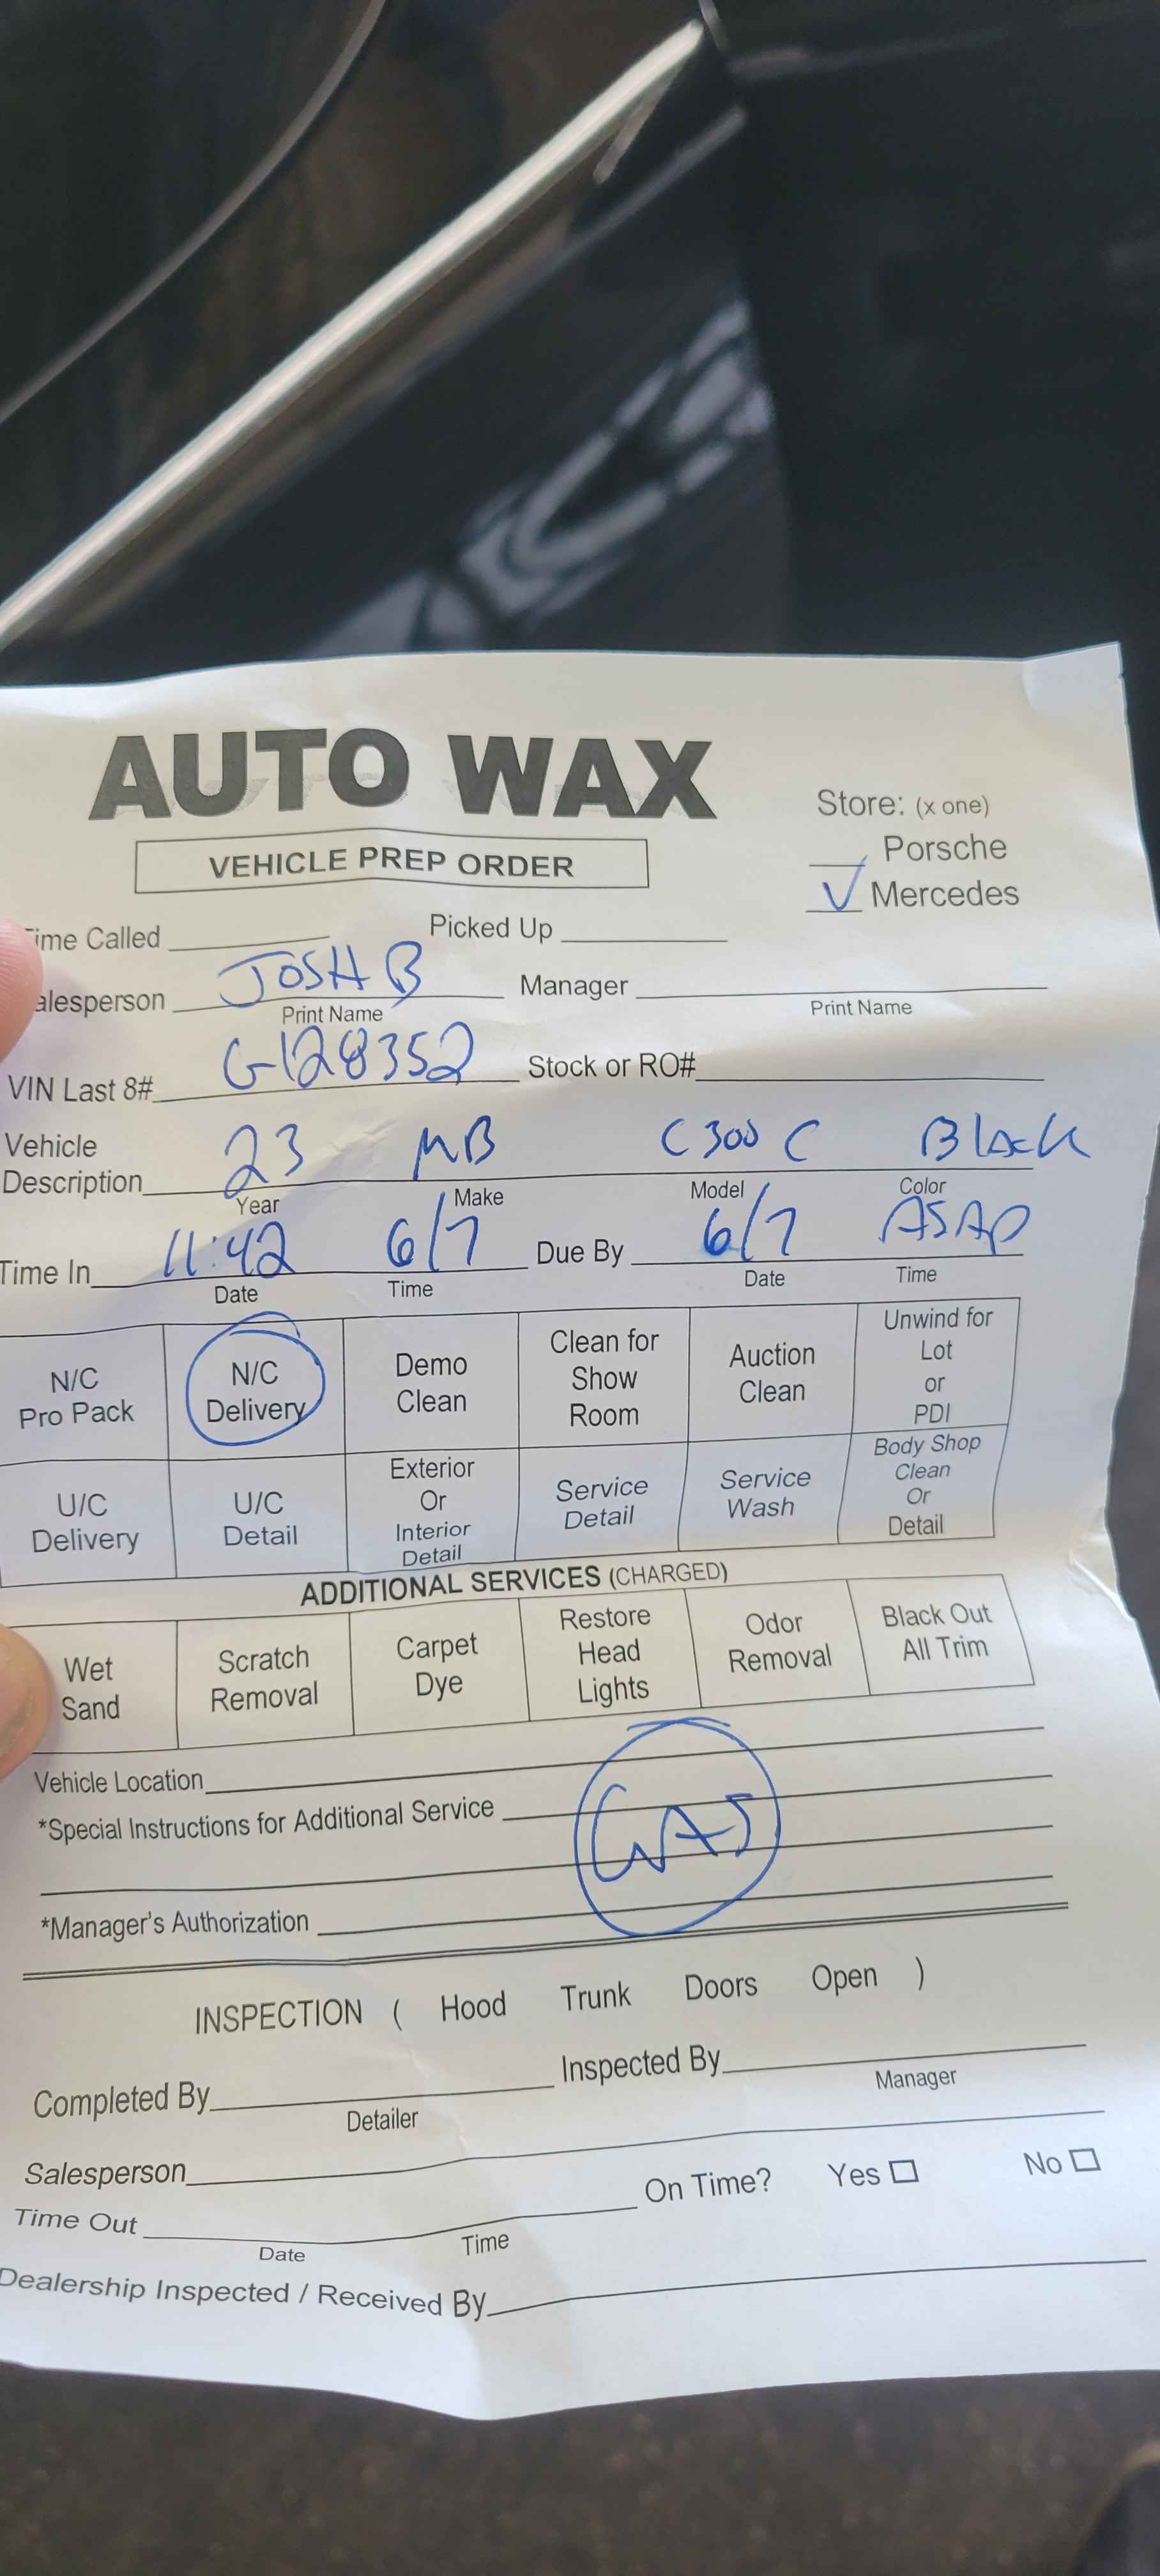 AUTO WAX
VEHICLE PREP ORDER
Store: (x one)
Porsche
V Mercedes
ime Called Picked Up
alesperson JOSH B Manager
Print Name Print Name
VIN Last 8# G128352 Stock or RO#
Vehicle
Description 23 MB C300 C Black
Year Make Model Color
Time In 11:42 6/7 Due By 6/7 ASAP
Date Time Date Time
N/C Pro Pack
N/C Delivery
Demo Clean
Clean for Show Room
Auction Clean
Unwind for Lot or PDI
U/C Delivery
U/C Detail
Exterior Or Interior Detail
Service Detail
Service Wash
Body Shop Clean Or Detail
ADDITIONAL SERVICES (CHARGED)
Wet Sand
Scratch Removal
Carpet Dye
Restore Head Lights
Odor Removal
Black Out All Trim
Vehicle Location
*Special Instructions for Additional Service
*Manager's Authorization
INSPECTION ( Hood Trunk Doors Open )
Completed By Inspected By
Detailer Manager
Salesperson
On Time? Yes No
Time Out
Date Time
Dealership Inspected / Received By